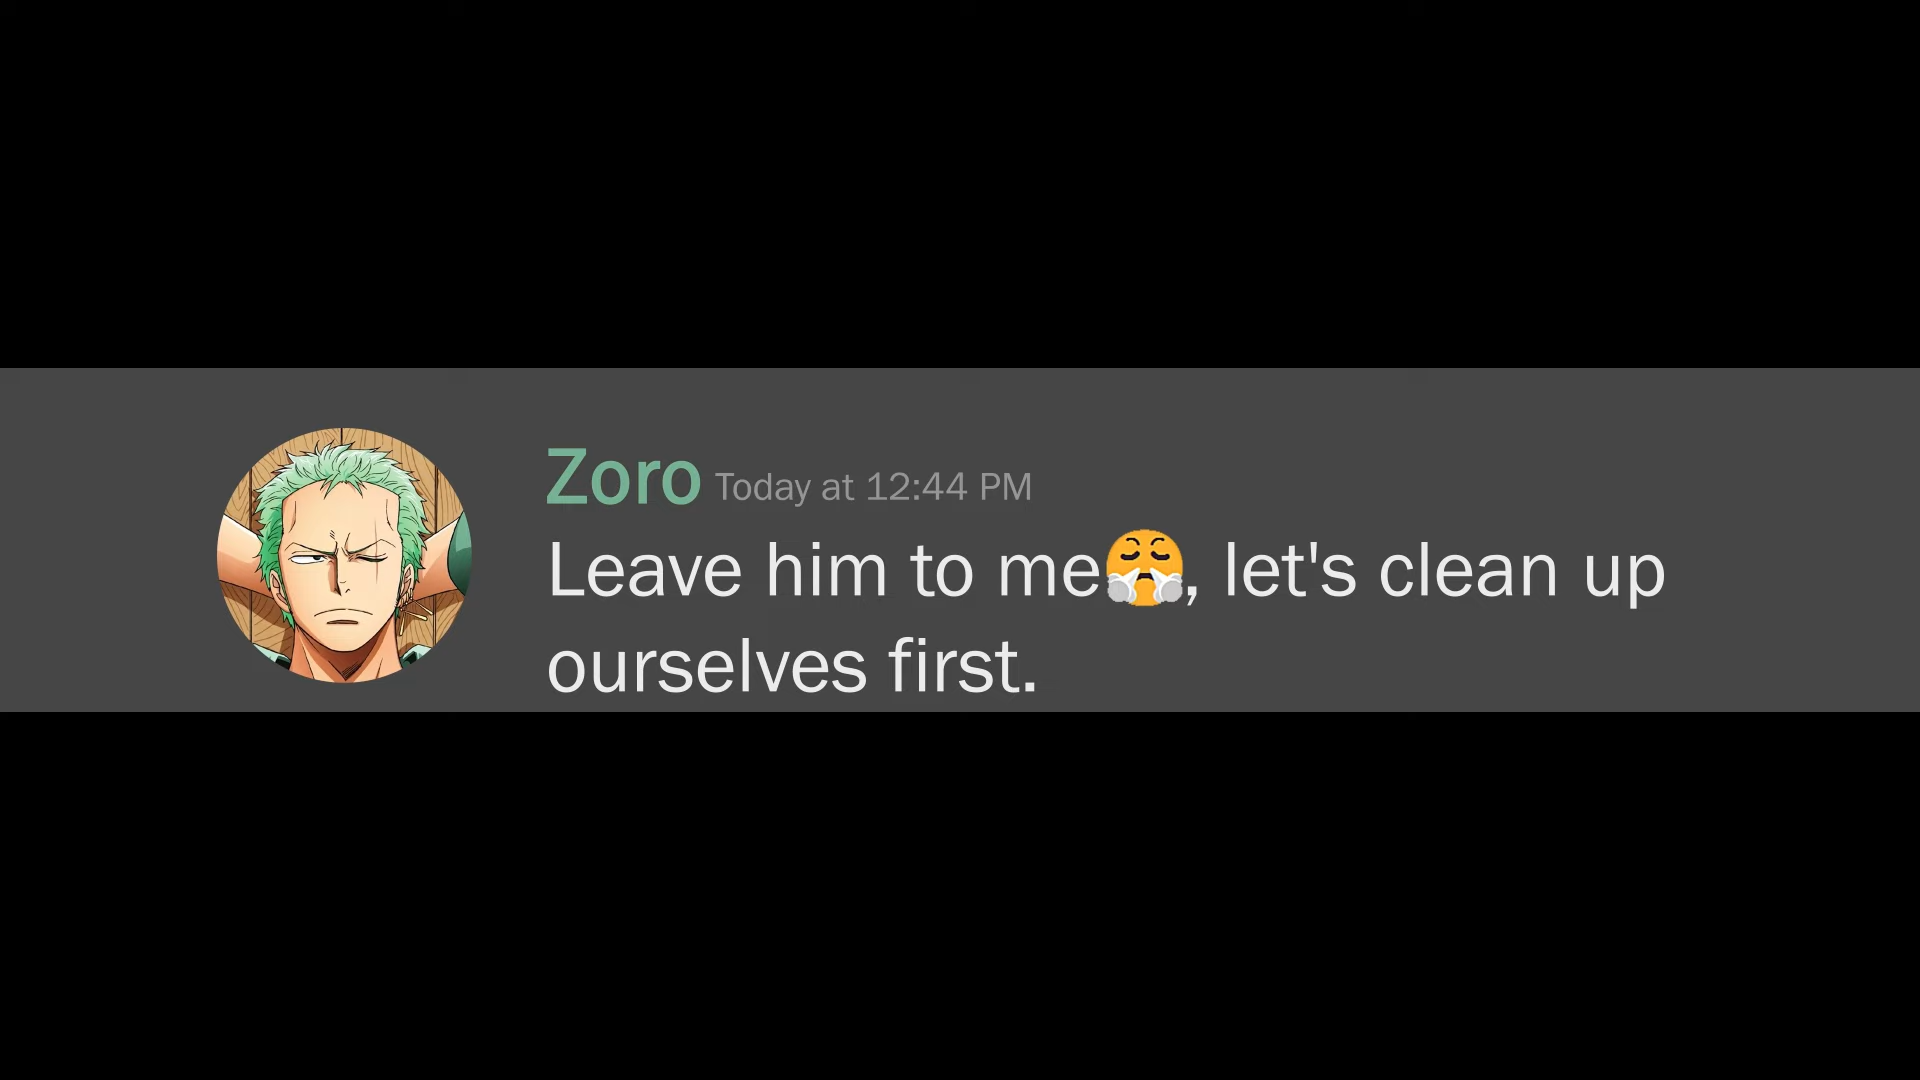 Zoro Today at 12:44 PM
Leave him to me😤, let's clean up
ourselves first.